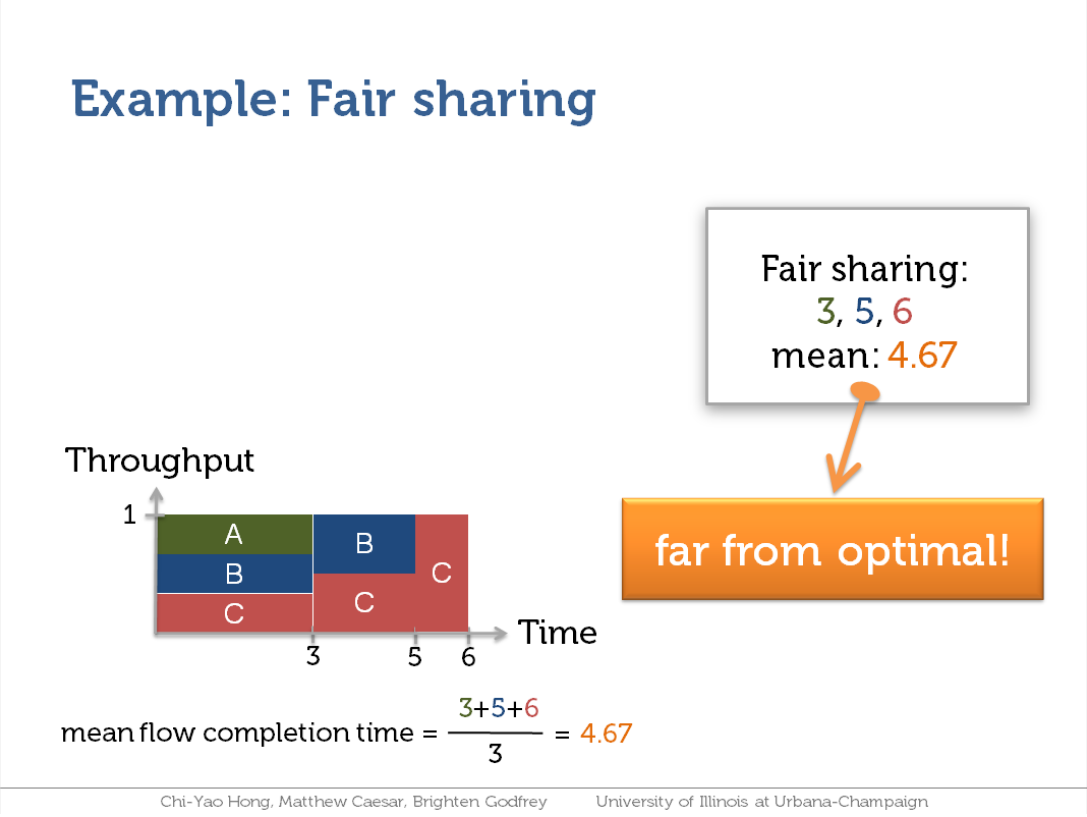 Example: Fair sharing
Fair sharing:
3, 5, 6
mean: 4.67
far from optimal!
Throughput
1
A
B
C
B
C
C
Time
3 5 6
mean flow completion time = 3+5+6 / 3 = 4.67
Chi-Yao Hong, Matthew Caesar, Brighten Godfrey University of Illinois at Urbana-Champaign